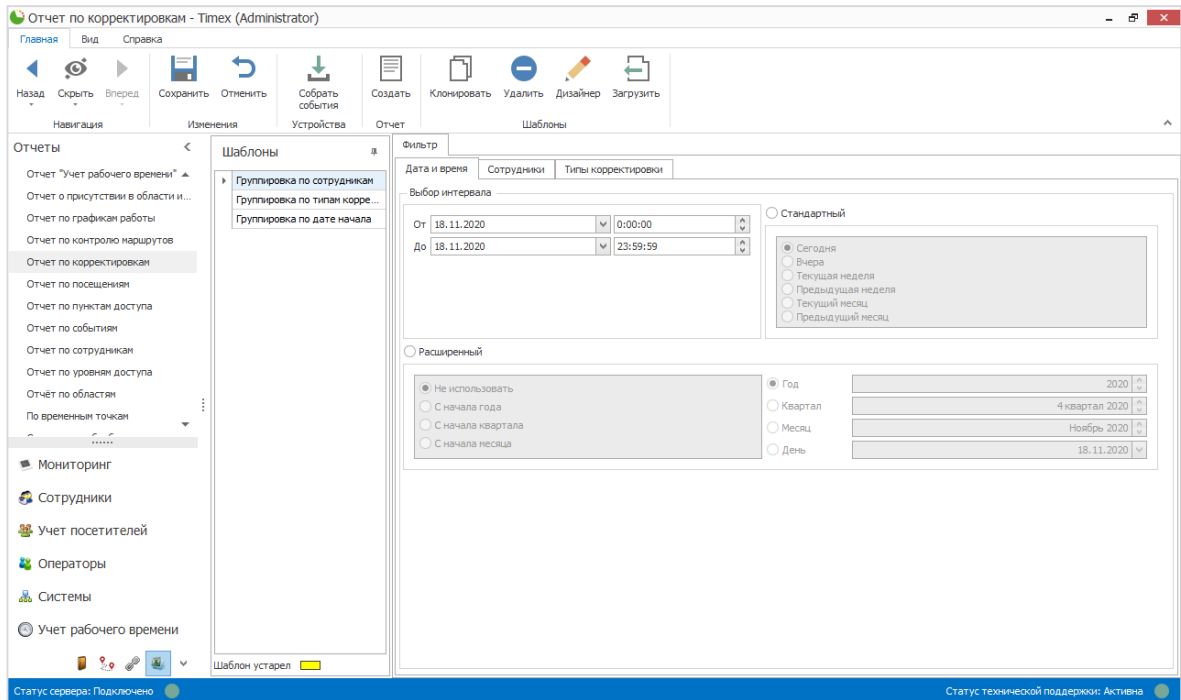 Отчет по корректировкам - Timex (Administrator)
Главная Вид Справка
Назад Скрыть Вперед Сохранить Отменить Собрать события Создать Клонировать Удалить Дизайнер Загрузить
Навигация Изменения Устройства Отчет Шаблоны
Отчеты
Отчет "Учет рабочего времени"
Отчет о присутствии в области и...
Отчет по графикам работы
Отчет по контролю маршрутов
Отчет по корректировкам
Отчет по посещениям
Отчет по пунктам доступа
Отчет по событиям
Отчет по сотрудникам
Отчет по уровням доступа
Отчёт по областям
По временным точкам
Мониторинг
Сотрудники
Учет посетителей
Операторы
Системы
Учет рабочего времени
Шаблоны
Группировка по сотрудникам
Группировка по типам корре...
Группировка по дате начала
Шаблон устарел
Фильтр
Дата и время Сотрудники Типы корректировки
Выбор интервала
От 18.11.2020 0:00:00
До 18.11.2020 23:59:59
Стандартный
Сегодня
Вчера
Текущая неделя
Предыдущая неделя
Текущий месяц
Предыдущий месяц
Расширенный
Не использовать
С начала года
С начала квартала
С начала месяца
Год 2020
Квартал 4 квартал 2020
Месяц Ноябрь 2020
День 18.11.2020
Статус сервера: Подключено Статус технической поддержки: Активна